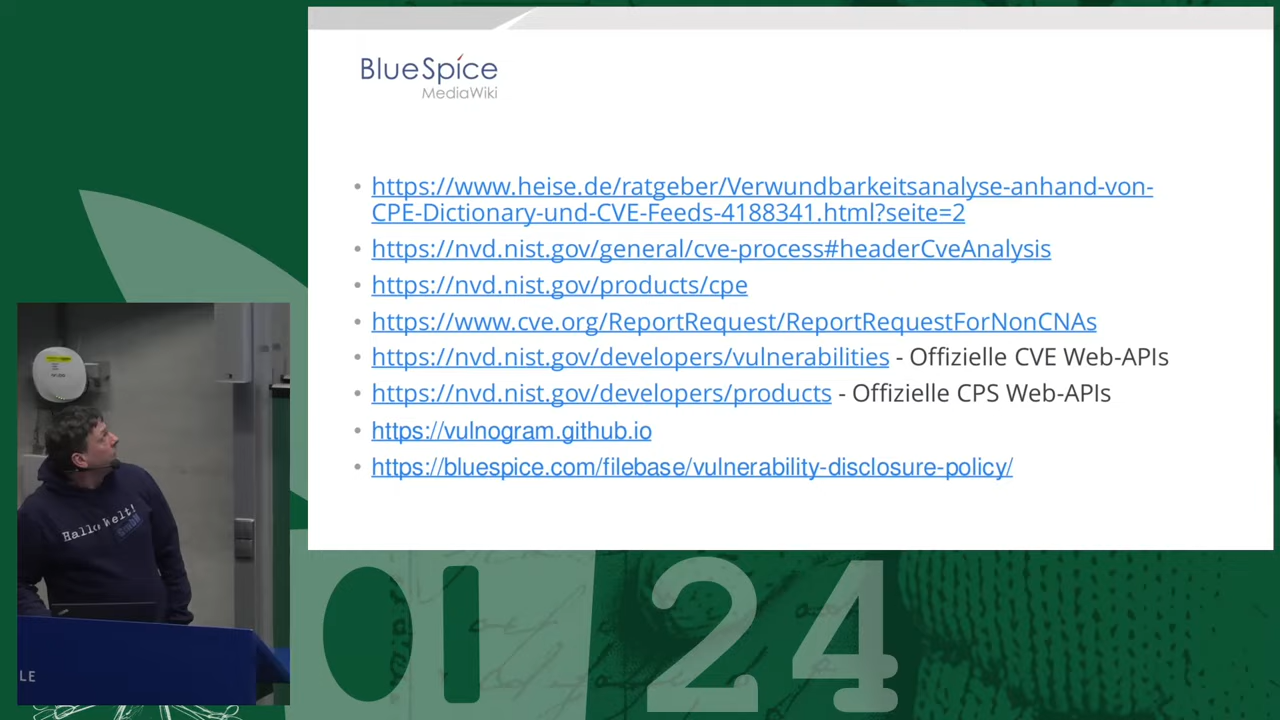 BlueSpice
MediaWiki
• https://www.heise.de/ratgeber/Verwundbarkeitsanalyse-anhand-von-
CPE-Dictionary-und-CVE-Feeds-4188341.html?seite=2
• https://nvd.nist.gov/general/cve-process#headerCveAnalysis
• https://nvd.nist.gov/products/cpe
• https://www.cve.org/ReportRequest/ReportRequestForNonCNAs
• https://nvd.nist.gov/developers/vulnerabilities - Offizielle CVE Web-APIs
• https://nvd.nist.gov/developers/products - Offizielle CPS Web-APIs
• https://vulnogram.github.io
• https://bluespice.com/filebase/vulnerability-disclosure-policy/
Hallo Welt!
GmbH
LE
24